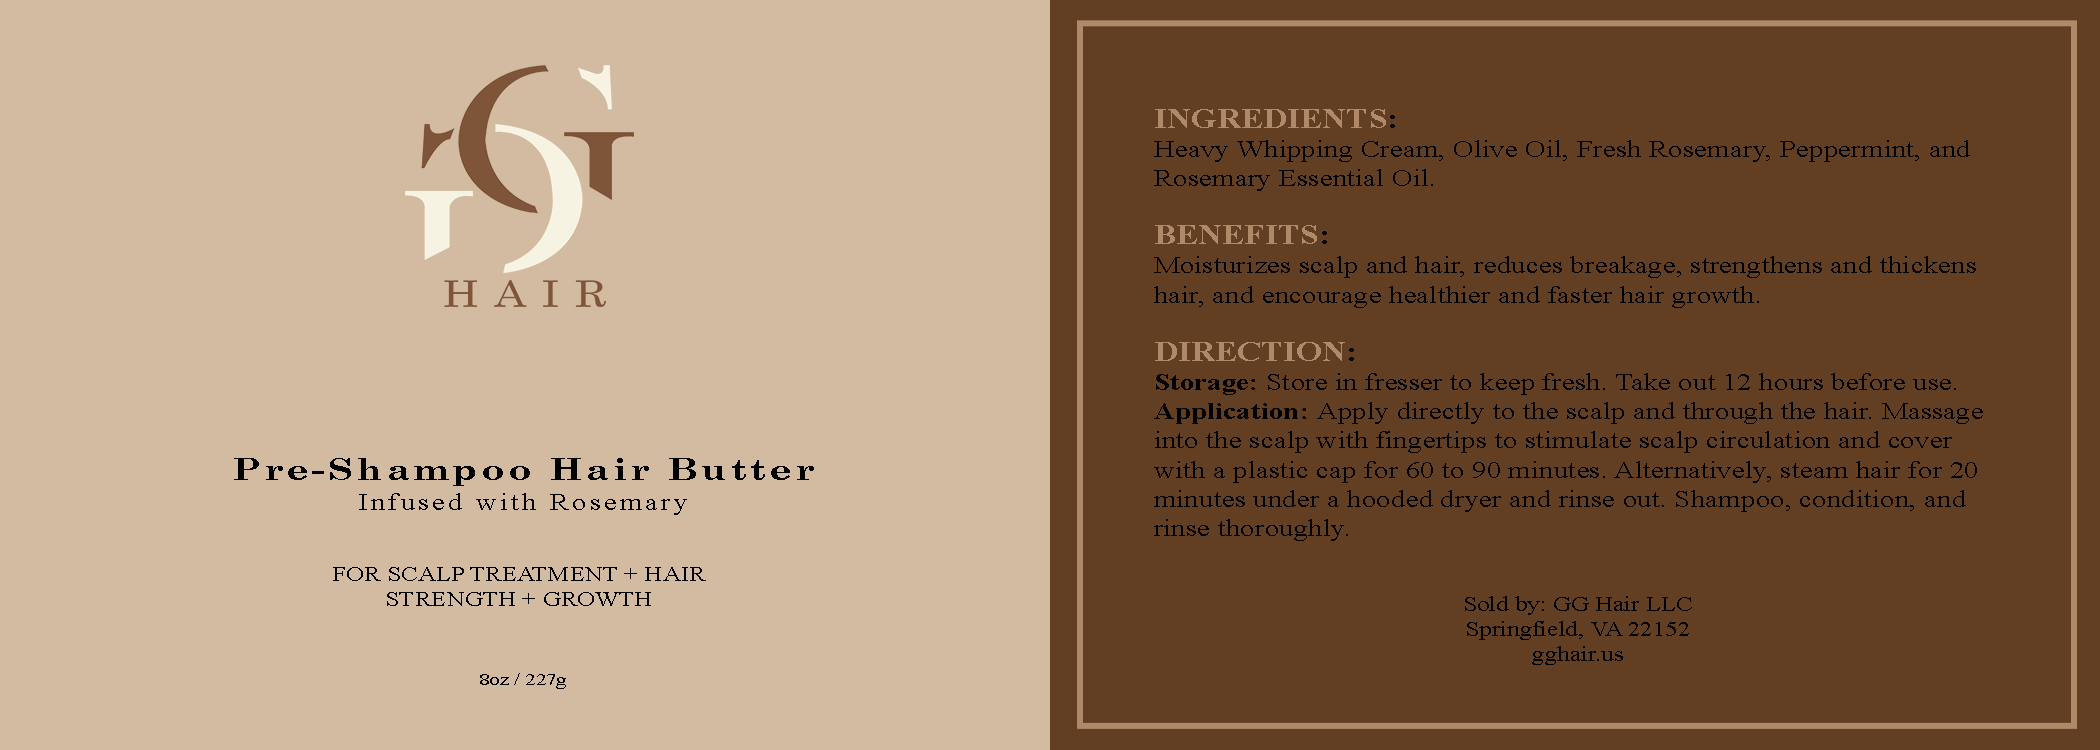 GG
HAIR
Pre-Shampoo Hair Butter
Infused with Rosemary
FOR SCALP TREATMENT + HAIR
STRENGTH + GROWTH
8oz / 227g
INGREDIENTS:
Heavy Whipping Cream, Olive Oil, Fresh Rosemary, Peppermint, and
Rosemary Essential Oil.
BENEFITS:
Moisturizes scalp and hair, reduces breakage, strengthens and thickens
hair, and encourage healthier and faster hair growth.
DIRECTION:
Storage: Store in fresser to keep fresh. Take out 12 hours before use.
Application: Apply directly to the scalp and through the hair. Massage
into the scalp with fingertips to stimulate scalp circulation and cover
with a plastic cap for 60 to 90 minutes. Alternatively, steam hair for 20
minutes under a hooded dryer and rinse out. Shampoo, condition, and
rinse thoroughly.
Sold by: GG Hair LLC
Springfield, VA 22152
gghair.us